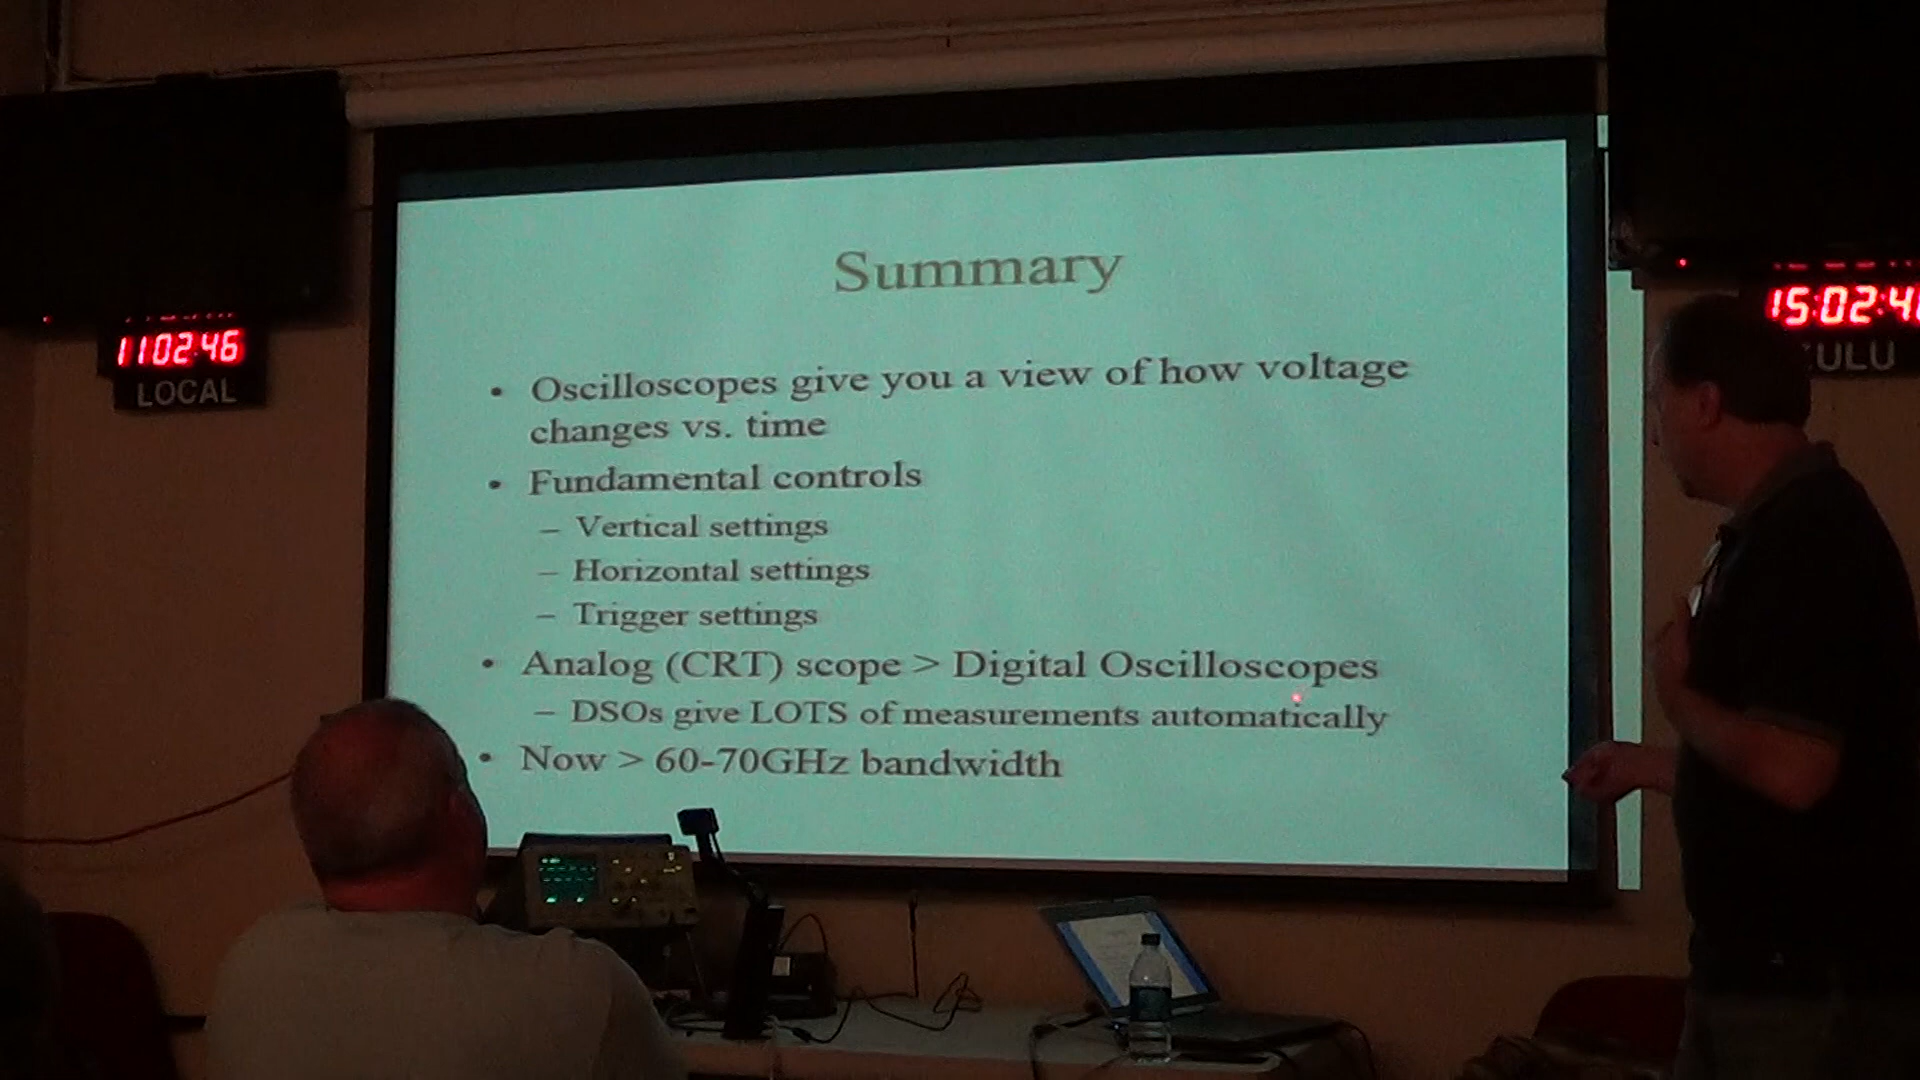 Summary
• Oscilloscopes give you a view of how voltage
changes vs. time
• Fundamental controls
– Vertical settings
– Horizontal settings
– Trigger settings
• Analog (CRT) scope > Digital Oscilloscopes
– DSOs give LOTS of measurements automatically
• Now > 60-70GHz bandwidth
11:02:46
LOCAL
15:02:4
ULU